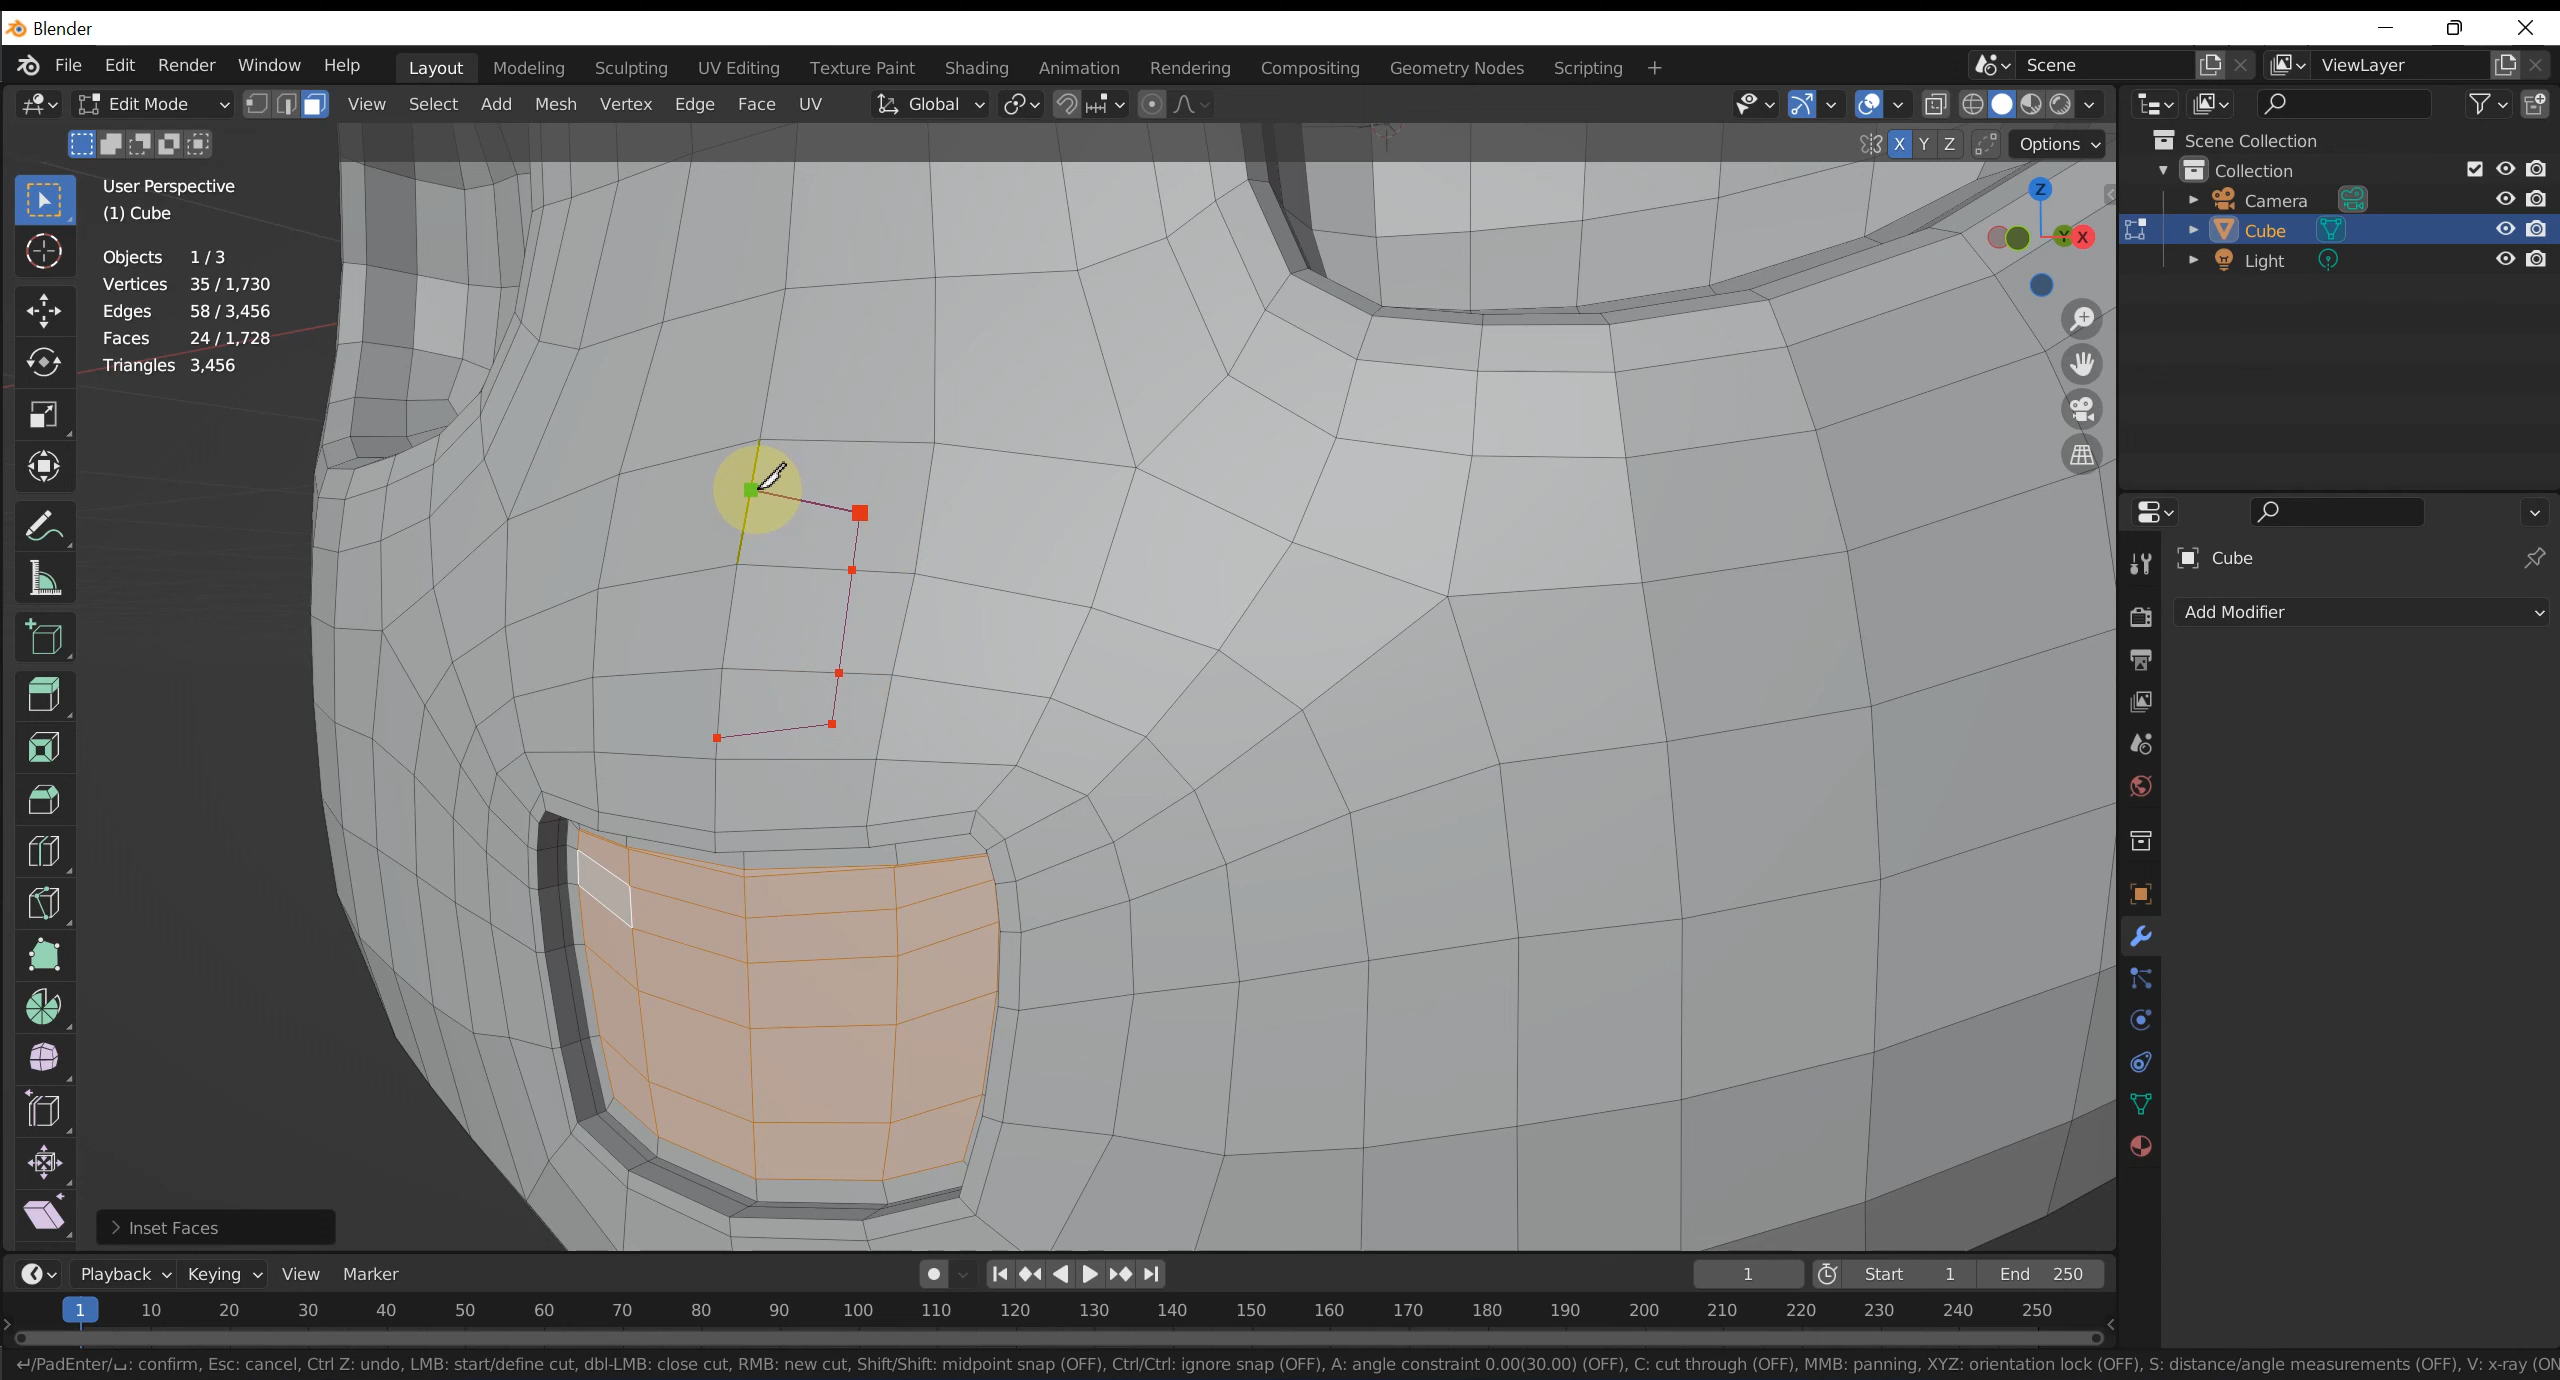 Blender
File Edit Render Window Help Layout Modeling Sculpting UV Editing Texture Paint Shading Animation Rendering Compositing Geometry Nodes Scripting + Scene ViewLayer
Edit Mode View Select Add Mesh Vertex Edge Face UV Global
X Y Z Options
User Perspective
(1) Cube
Objects 1 / 3
Vertices 35 / 1,730
Edges 58 / 3,456
Faces 24 / 1,728
Triangles 3,456
Z
Y X
Scene Collection
Collection
Camera
Cube
Light
Cube
Add Modifier
Inset Faces
Playback Keying View Marker 1 Start 1 End 250
1 10 20 30 40 50 60 70 80 90 100 110 120 130 140 150 160 170 180 190 200 210 220 230 240 250
↵/PadEnter/␣: confirm, Esc: cancel, Ctrl Z: undo, LMB: start/define cut, dbl-LMB: close cut, RMB: new cut, Shift/Shift: midpoint snap (OFF), Ctrl/Ctrl: ignore snap (OFF), A: angle constraint 0.00(30.00) (OFF), C: cut through (OFF), MMB: panning, XYZ: orientation lock (OFF), S: distance/angle measurements (OFF), V: x-ray (ON